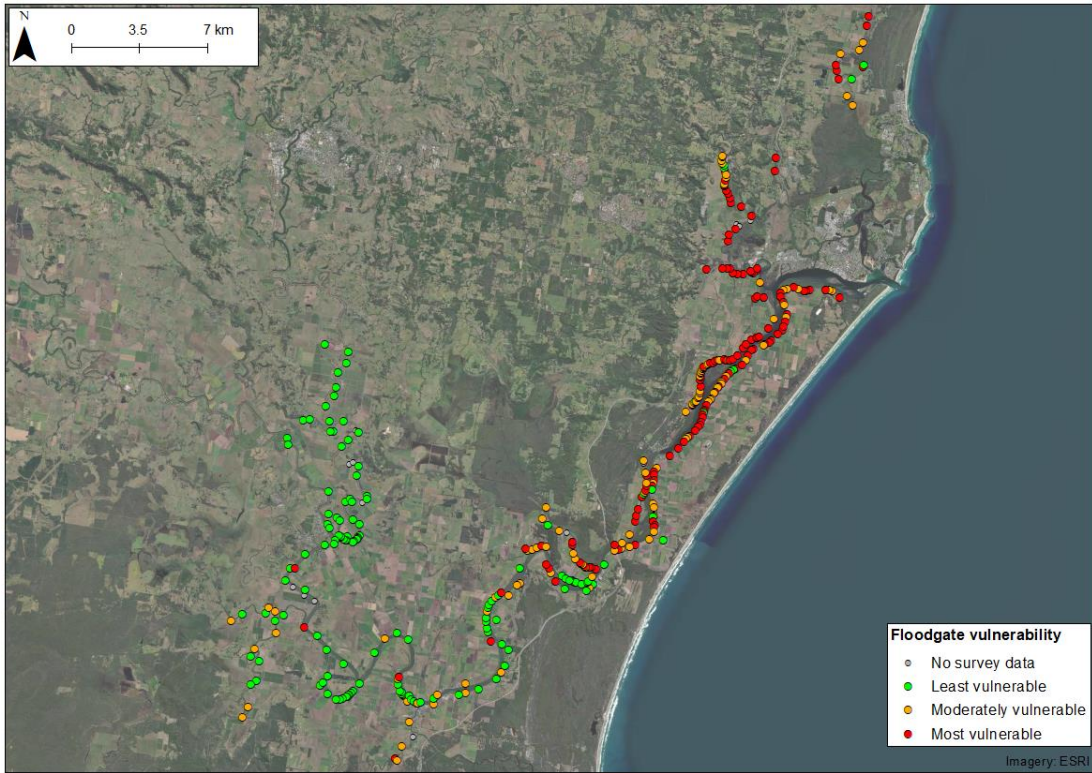 N
0 3.5 7 km
Floodgate vulnerability
No survey data
Least vulnerable
Moderately vulnerable
Most vulnerable
Imagery: ESRI